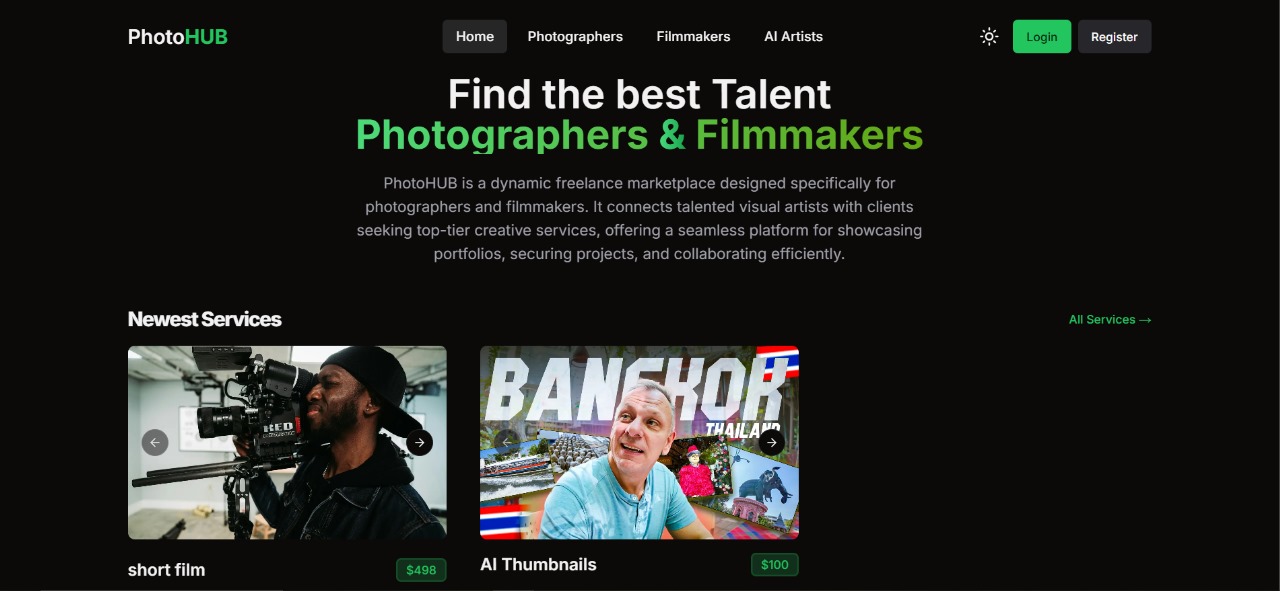 PhotoHUB
Home Photographers Filmmakers AI Artists
Login Register
Find the best Talent
Photographers & Filmmakers
PhotoHUB is a dynamic freelance marketplace designed specifically for
photographers and filmmakers. It connects talented visual artists with clients
seeking top-tier creative services, offering a seamless platform for showcasing
portfolios, securing projects, and collaborating efficiently.
Newest Services
All Services →
RED
BANGKOK
THAILAND
short film
$498
AI Thumbnails
$100